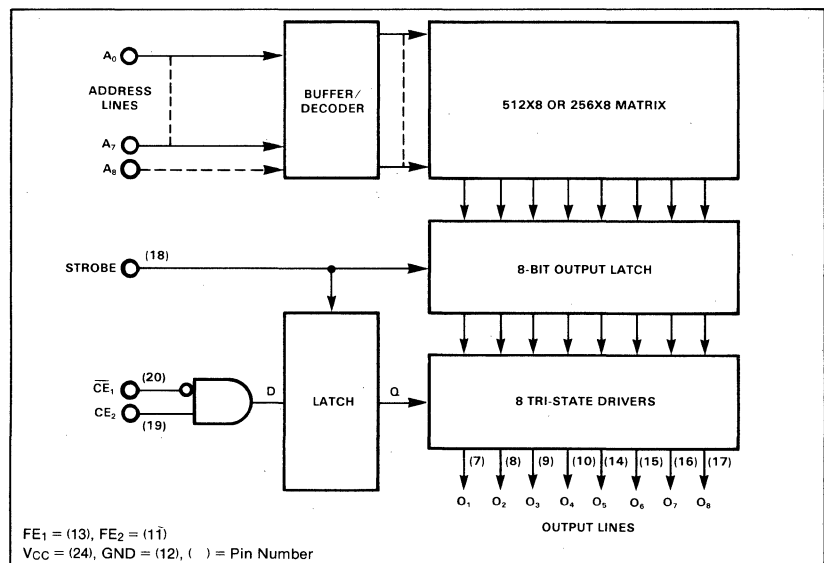 A₀
ADDRESS
LINES
A₇
A₈
BUFFER/
DECODER
512X8 OR 256X8 MATRIX
STROBE
(18)
8-BIT OUTPUT LATCH
C̅E̅₁
(20)
CE₂
(19)
D
LATCH
Q
8 TRI-STATE DRIVERS
(7) (8) (9) (10) (14) (15) (16) (17)
O₁ O₂ O₃ O₄ O₅ O₆ O₇ O₈
OUTPUT LINES
FE₁ = (13), FE₂ = (11)
VCC = (24), GND = (12), ( ) = Pin Number